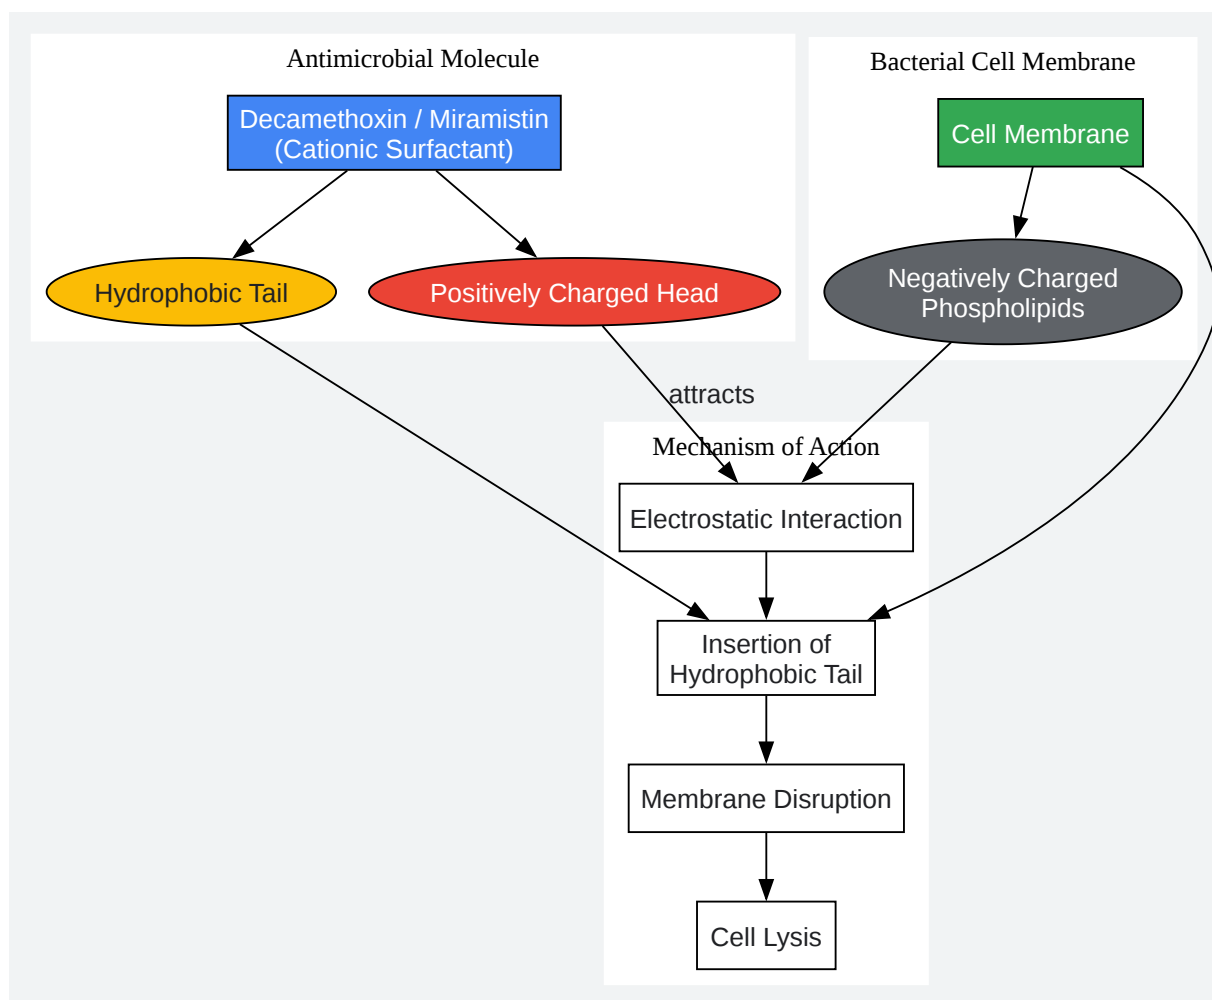 Antimicrobial Molecule
Decamethoxin / Miramistin
(Cationic Surfactant)
Hydrophobic Tail
Positively Charged Head
Bacterial Cell Membrane
Cell Membrane
Negatively Charged
Phospholipids
attracts
Mechanism of Action
Electrostatic Interaction
Insertion of
Hydrophobic Tail
Membrane Disruption
Cell Lysis